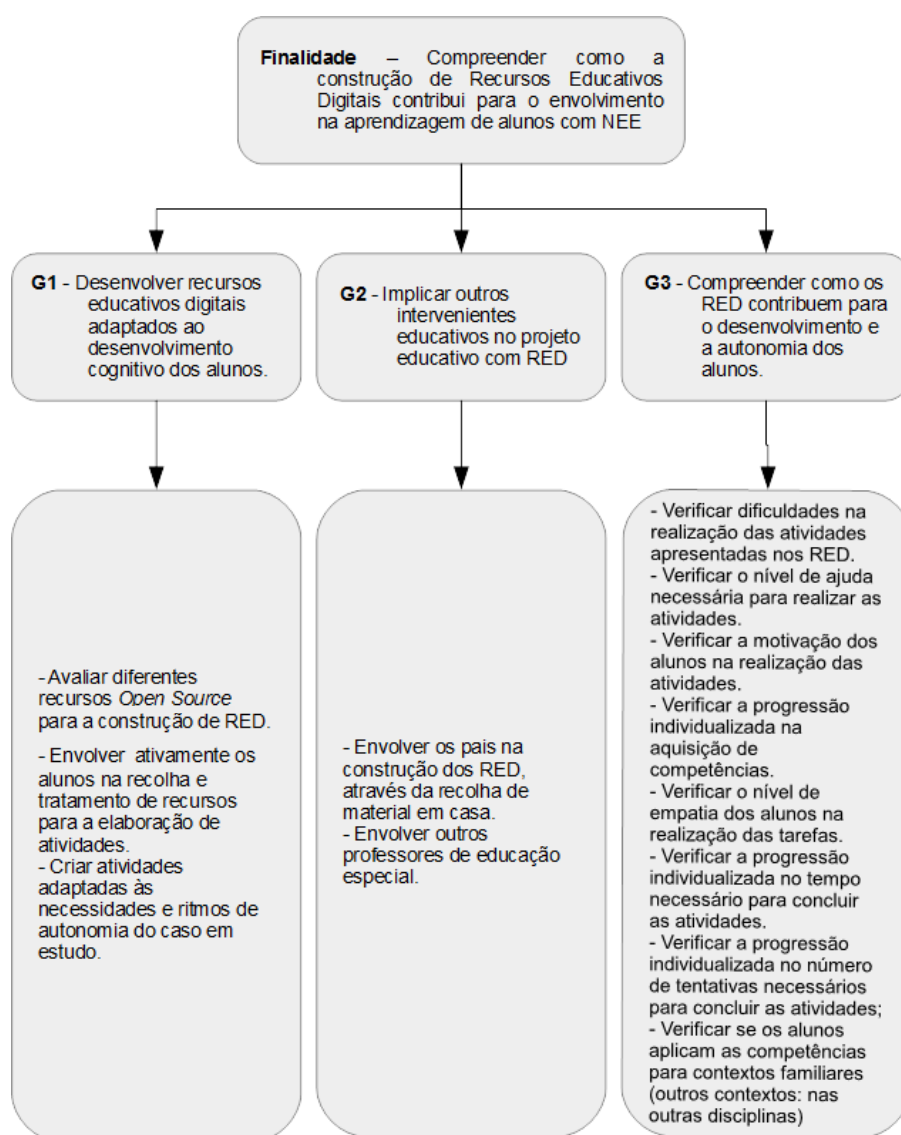 Finalidade – Compreender como a
construção de Recursos Educativos
Digitais contribui para o envolvimento
na aprendizagem de alunos com NEE
G1 - Desenvolver recursos
educativos digitais
adaptados ao
desenvolvimento
cognitivo dos alunos.
G2 - Implicar outros
intervenientes
educativos no projeto
educativo com RED
G3 - Compreender como os
RED contribuem para
o desenvolvimento e
a autonomia dos
alunos.
- Avaliar diferentes
recursos Open Source
para a construção de RED.
- Envolver ativamente os
alunos na recolha e
tratamento de recursos
para a elaboração de
atividades.
- Criar atividades
adaptadas às
necessidades e ritmos de
autonomia do caso em
estudo.
- Envolver os pais na
construção dos RED,
através da recolha de
material em casa.
- Envolver outros
professores de educação
especial.
- Verificar dificuldades na
realização das atividades
apresentadas nos RED.
- Verificar o nível de ajuda
necessária para realizar as
atividades.
- Verificar a motivação dos
alunos na realização das
atividades.
- Verificar a progressão
individualizada na
aquisição de
competências.
- Verificar o nível de
empatia dos alunos na
realização das tarefas.
- Verificar a progressão
individualizada no tempo
necessário para concluir
as atividades.
- Verificar a progressão
individualizada no número
de tentativas necessários
para concluir as atividades;
- Verificar se os alunos
aplicam as competências
para contextos familiares
(outros contextos: nas
outras disciplinas)